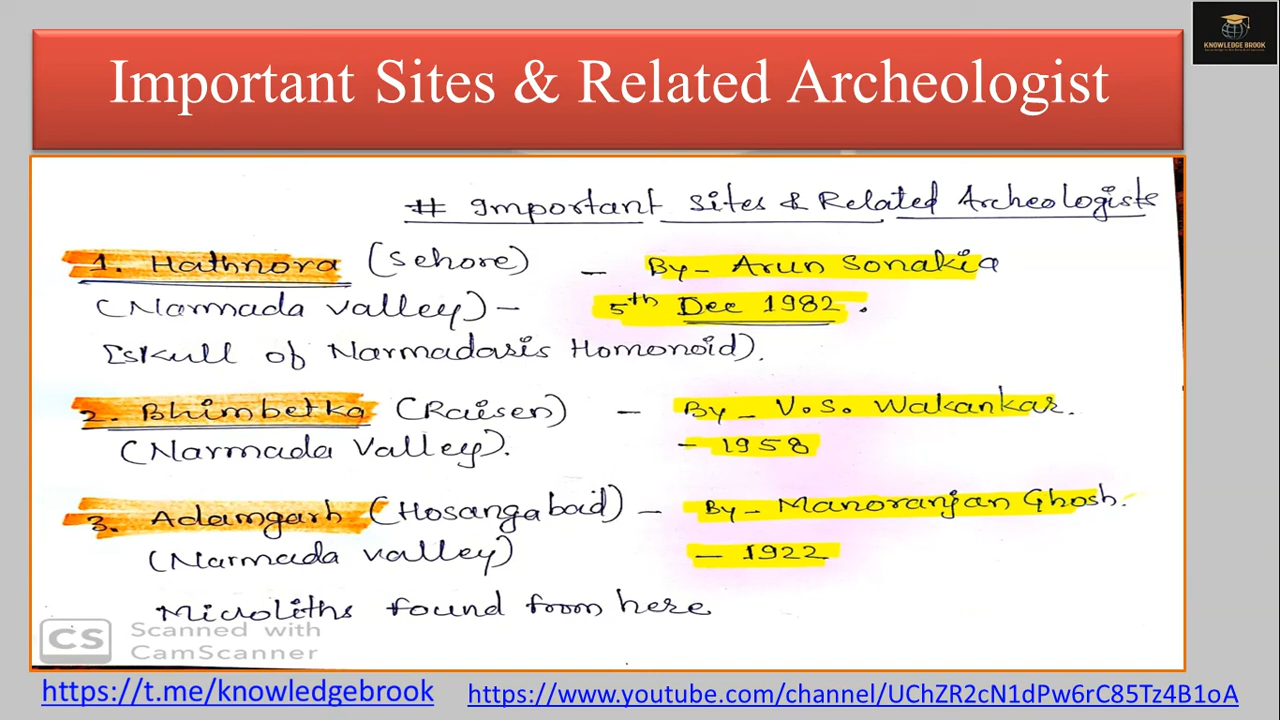 KNOWLEDGE BROOK
Important Sites & Related Archeologist
# Important Sites & Related Archeologists
1. Hathnora (Sehore) - By- Arun Sonakia
(Narmada valley) - 5th Dec 1982.
[skull of Narmadasis Homonoid).
2. Bhimbetka (Raisen) - By - V.S. Wakankar.
(Narmada Valley). - 1958
3. Adamgarh (Hosangabad) - By- Manoranjan Ghosh.
(Narmada valley) - 1922
Microliths found from here
CS Scanned with
CamScanner
https://t.me/knowledgebrook https://www.youtube.com/channel/UChZR2cN1dPw6rC85Tz4B1oA